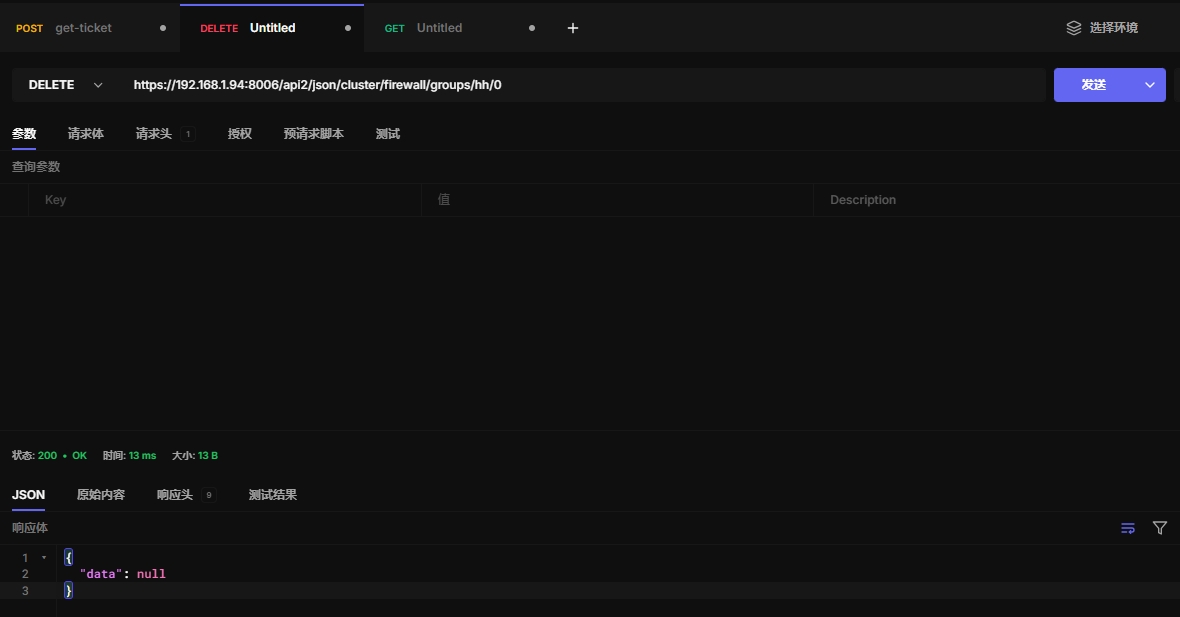 POST get-ticket DELETE Untitled GET Untitled + 选择环境
DELETE https://192.168.1.94:8006/api2/json/cluster/firewall/groups/hh/0 发送
参数 请求体 请求头 1 授权 预请求脚本 测试
查询参数
Key 值 Description
状态: 200 • OK 时间: 13 ms 大小: 13 B
JSON 原始内容 响应头 9 测试结果
响应体
1 {
2 "data": null
3 }